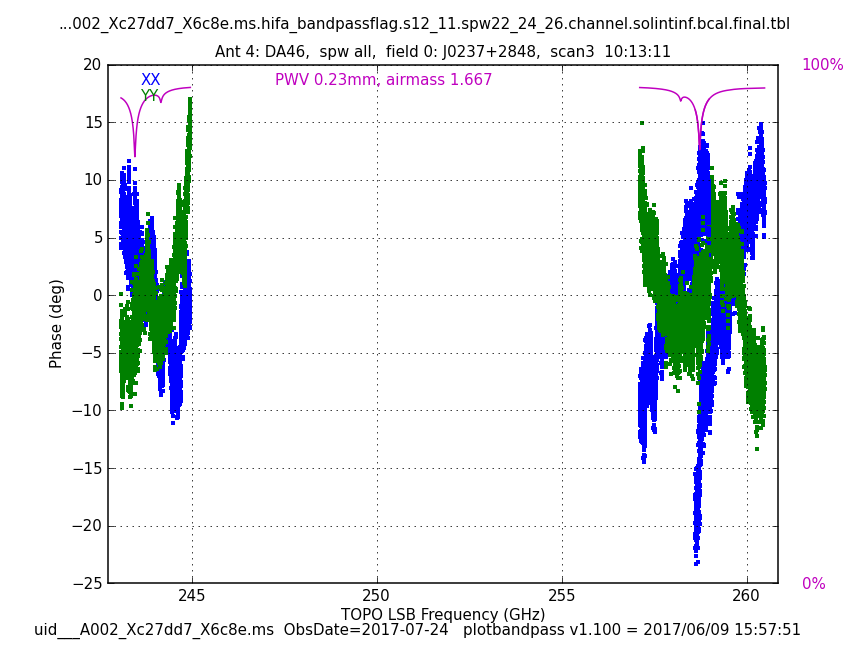 ...002_Xc27dd7_X6c8e.ms.hifa_bandpassflag.s12_11.spw22_24_26.channel.solintinf.bcal.final.tbl
Ant 4: DA46,  spw all,  field 0: J0237+2848,  scan3  10:13:11
20
100%
XX
PWV 0.23mm, airmass 1.667
YY
15
10
5
0
Phase (deg)
−5
−10
−15
−20
−25
0%
245
250
255
260
TOPO LSB Frequency (GHz)
uid___A002_Xc27dd7_X6c8e.ms  ObsDate=2017-07-24   plotbandpass v1.100 = 2017/06/09 15:57:51